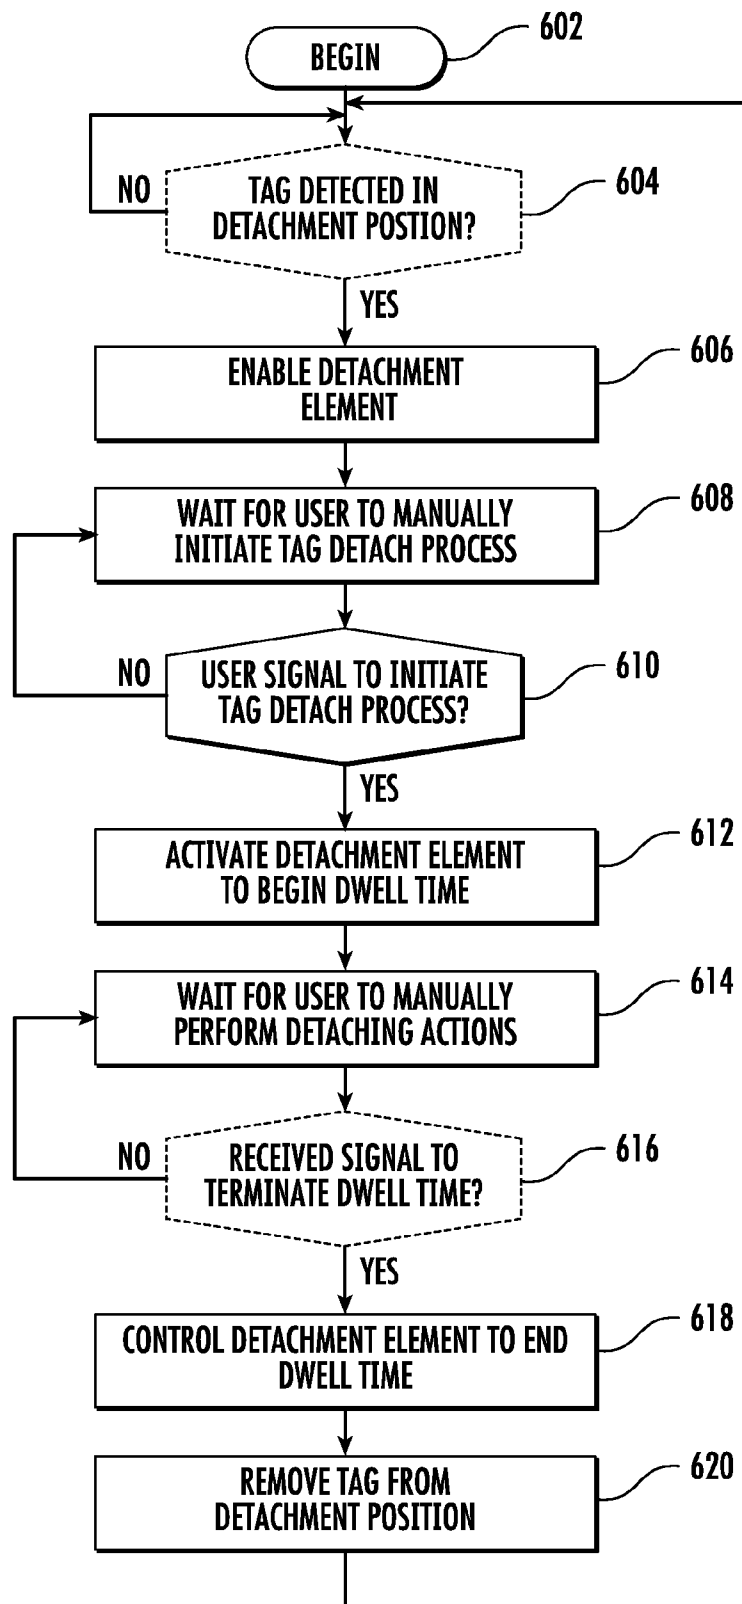 BEGIN
602
TAG DETECTED IN
DETACHMENT POSTION?
604
NO
YES
ENABLE DETACHMENT
ELEMENT
606
WAIT FOR USER TO MANUALLY
INITIATE TAG DETACH PROCESS
608
USER SIGNAL TO INITIATE
TAG DETACH PROCESS?
610
NO
YES
ACTIVATE DETACHMENT ELEMENT
TO BEGIN DWELL TIME
612
WAIT FOR USER TO MANUALLY
PERFORM DETACHING ACTIONS
614
RECEIVED SIGNAL TO
TERMINATE DWELL TIME?
616
NO
YES
CONTROL DETACHMENT ELEMENT TO END
DWELL TIME
618
REMOVE TAG FROM
DETACHMENT POSITION
620